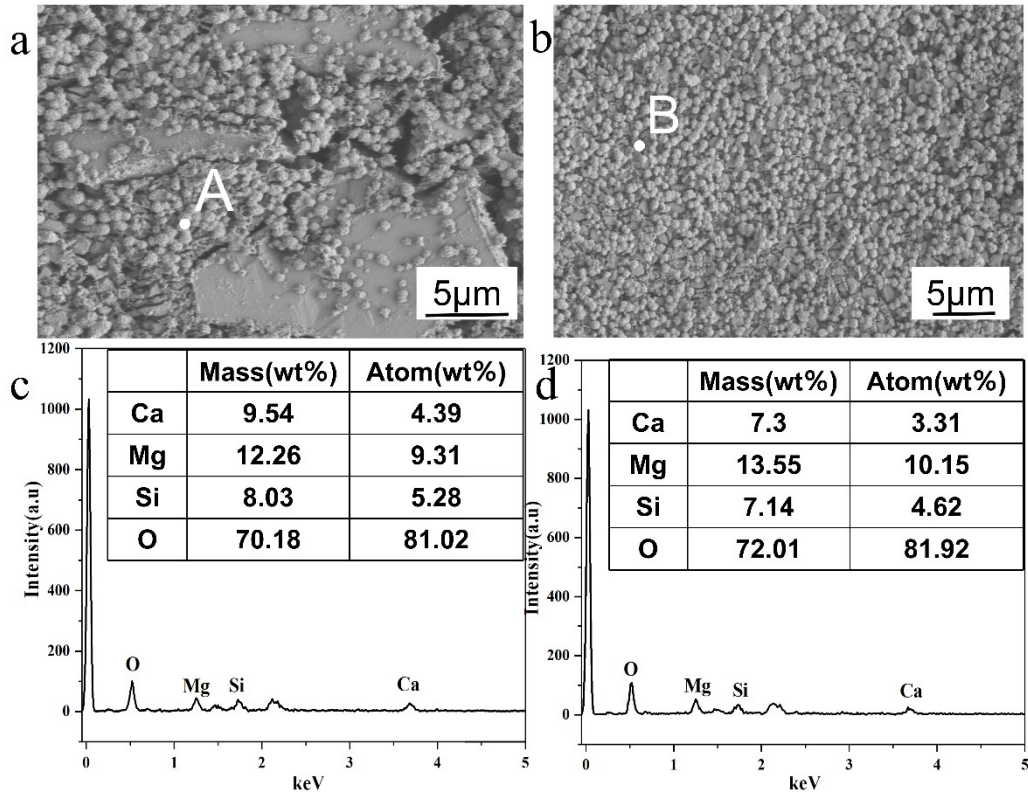 a
b
A
B
5μm
5μm
c
d
Mass(wt%) Atom(wt%)
Ca 9.54 4.39
Mg 12.26 9.31
Si 8.03 5.28
O 70.18 81.02
Mass(wt%) Atom(wt%)
Ca 7.3 3.31
Mg 13.55 10.15
Si 7.14 4.62
O 72.01 81.92
1200
1000
800
600
400
200
0
Intensity(a.u)
O
Mg
Si
Ca
0 1 2 3 4 5
keV
1200
1000
800
600
400
200
0
Intensity(a.u)
O
Mg
Si
Ca
0 1 2 3 4 5
keV